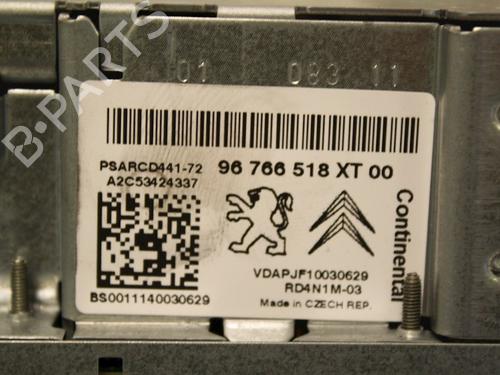 B-PARTS
01 083 11
PSARCD441-72
A2C53424337
96 766 518 XT 00
Continental
VDAPJF10030629
RD4N1M-03
Made in CZECH REP.
BS0011140030629